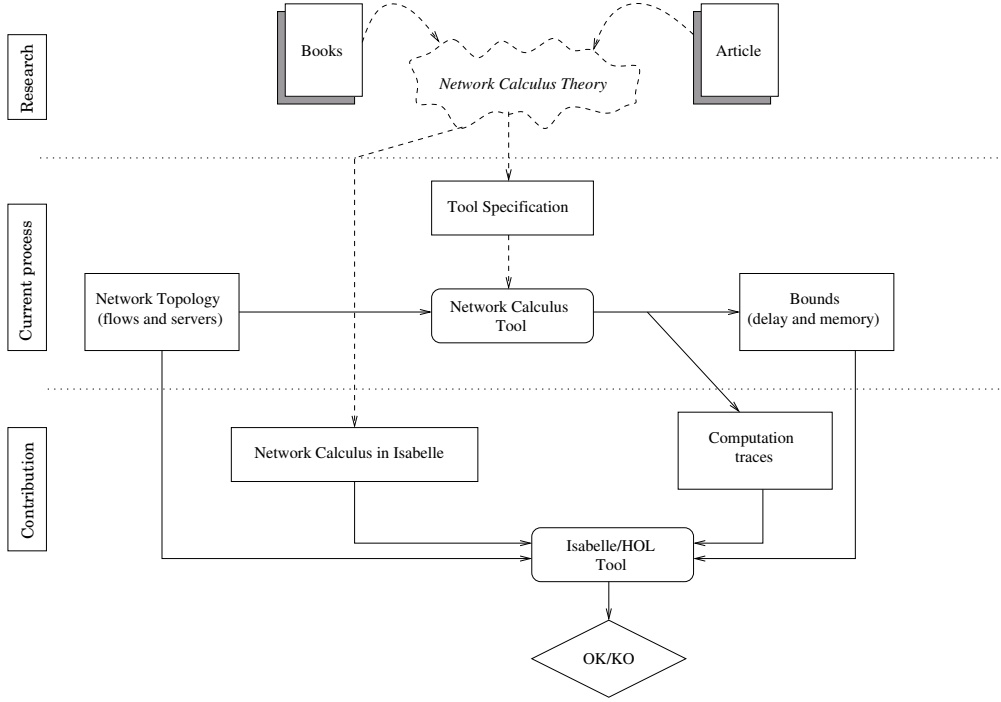 Research
Books
Network Calculus Theory
Article
Current process
Tool Specification
Network Topology
(flows and servers)
Network Calculus
Tool
Bounds
(delay and memory)
Contribution
Network Calculus in Isabelle
Computation
traces
Isabelle/HOL
Tool
OK/KO